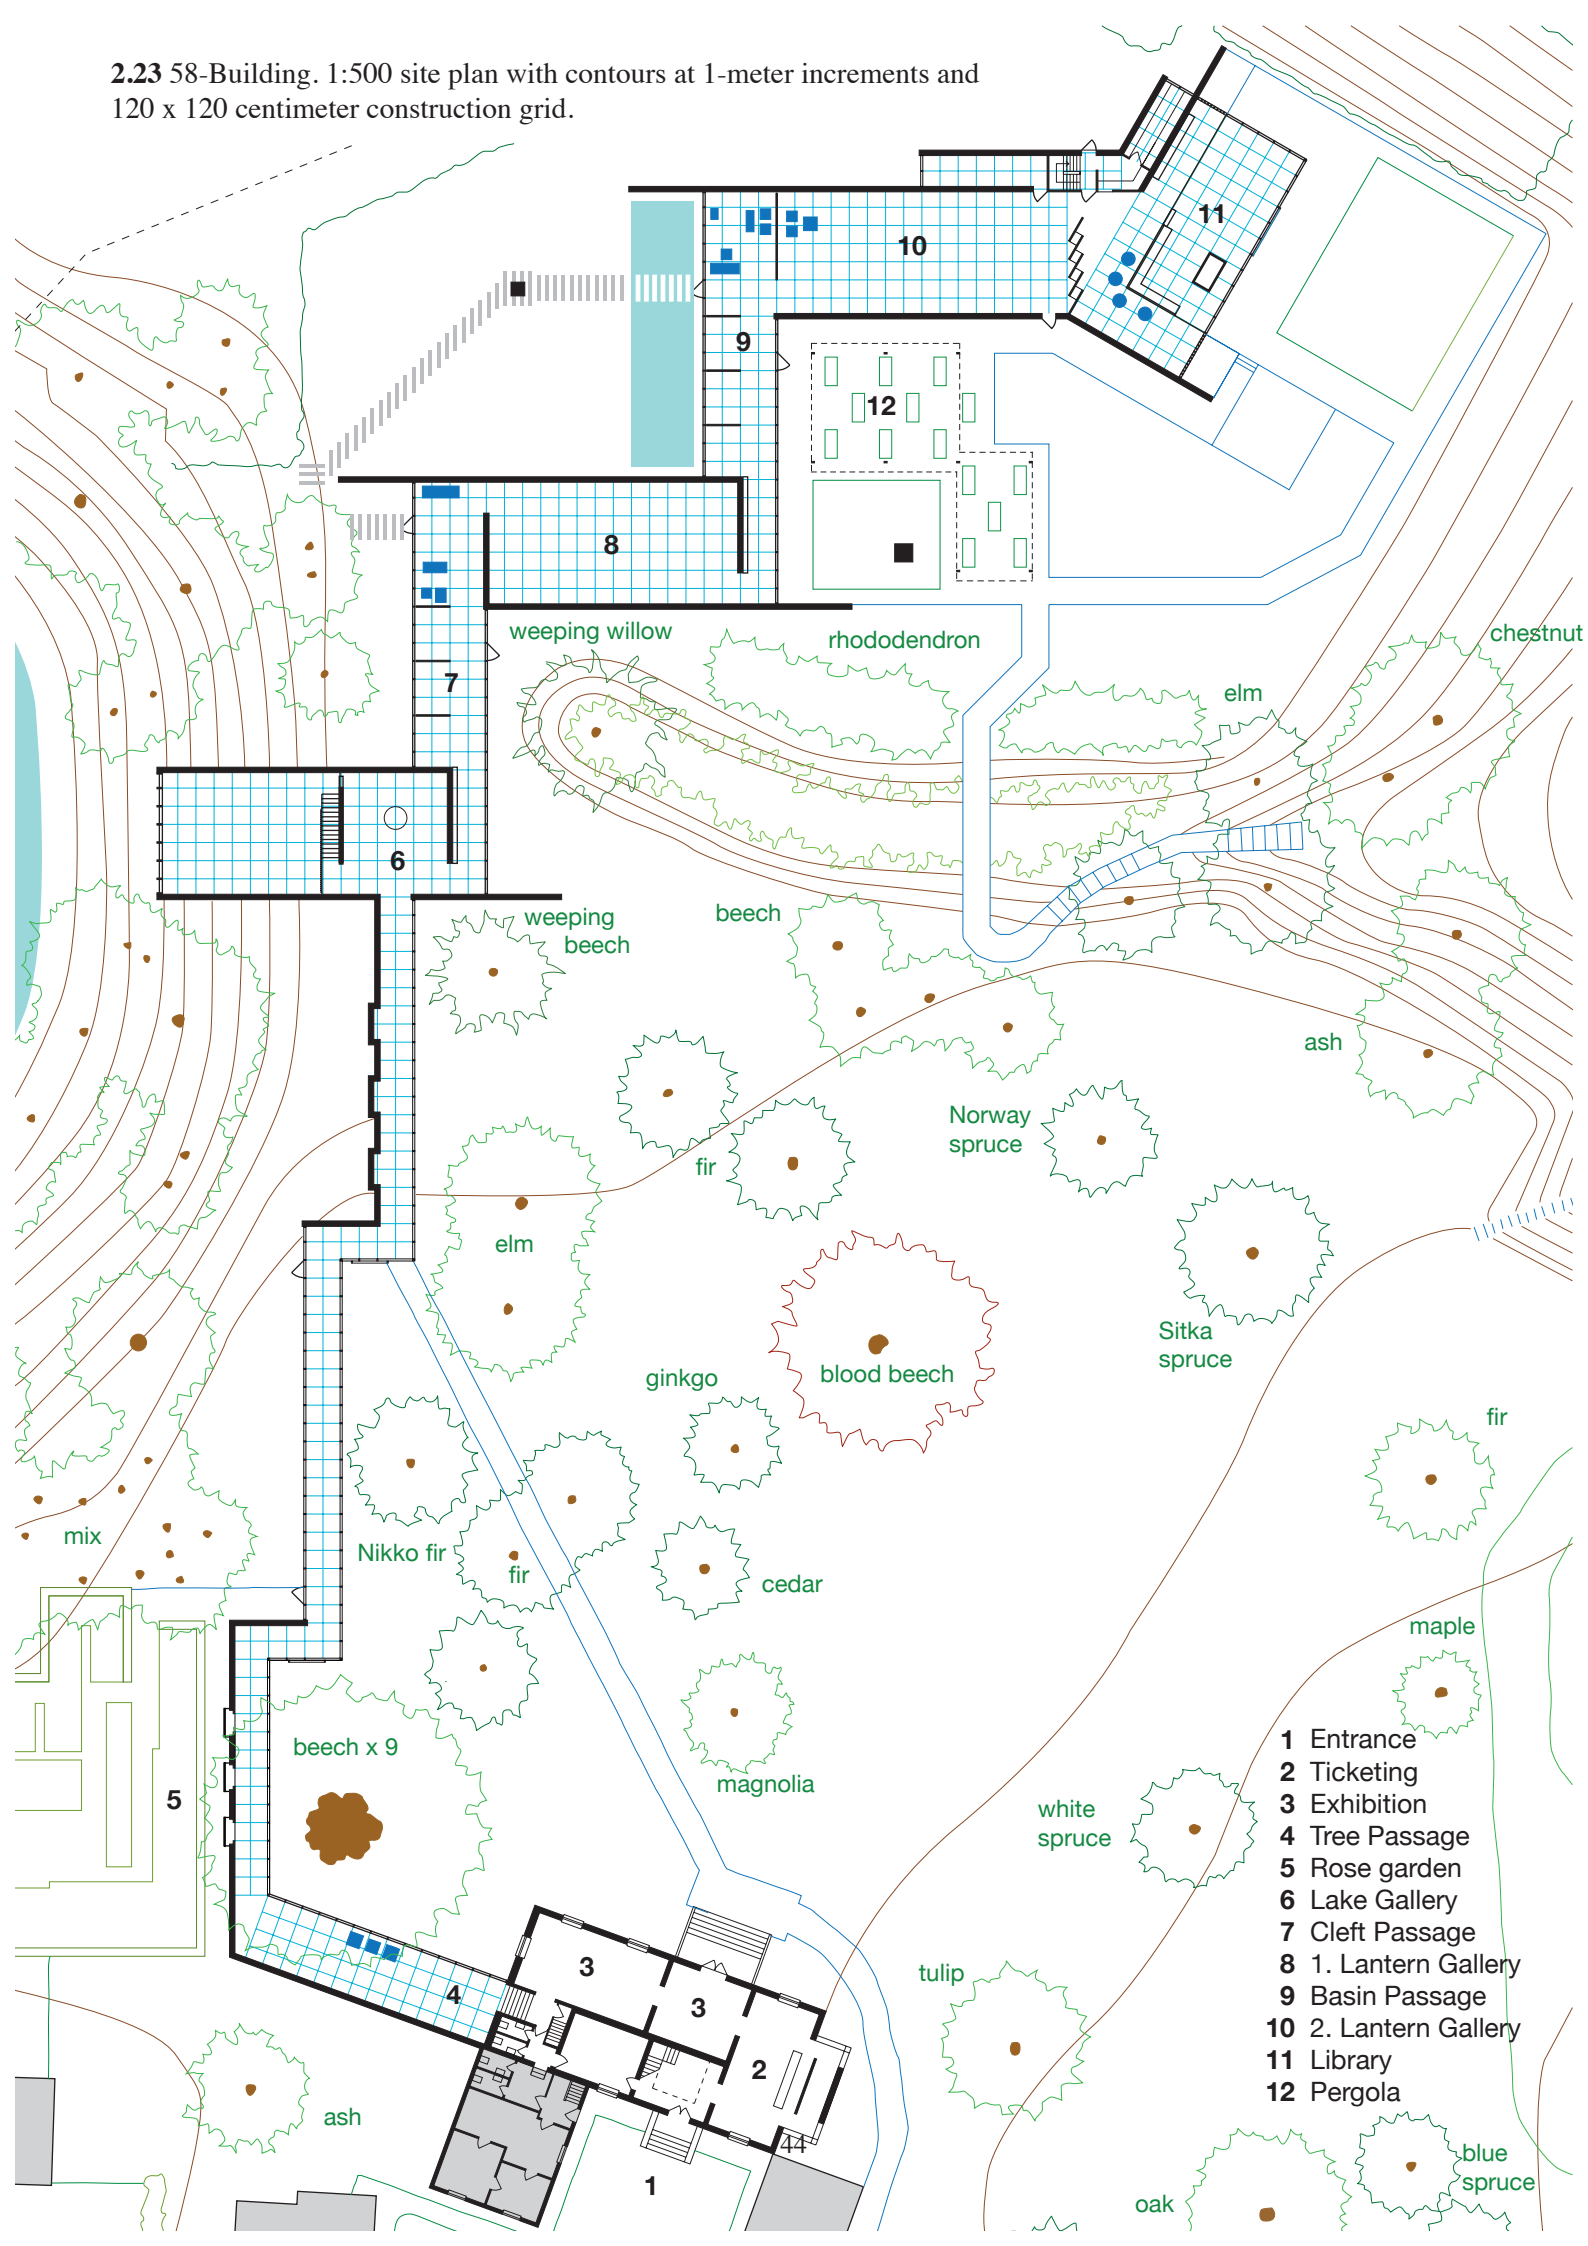 2.23 58-Building. 1:500 site plan with contours at 1-meter increments and
120 x 120 centimeter construction grid.
11
10
9
12
8
weeping willow
rhododendron
chestnut
7
elm
6
weeping
beech
beech
ash
Norway
spruce
fir
elm
Sitka
spruce
ginkgo
blood beech
fir
mix
Nikko fir
fir
cedar
maple
beech x 9
magnolia
5
white
spruce
1 Entrance
2 Ticketing
3 Exhibition
4 Tree Passage
5 Rose garden
6 Lake Gallery
7 Cleft Passage
8 1. Lantern Gallery
9 Basin Passage
10 2. Lantern Gallery
11 Library
12 Pergola
3
4
3
tulip
2
ash
44
1
blue
spruce
oak